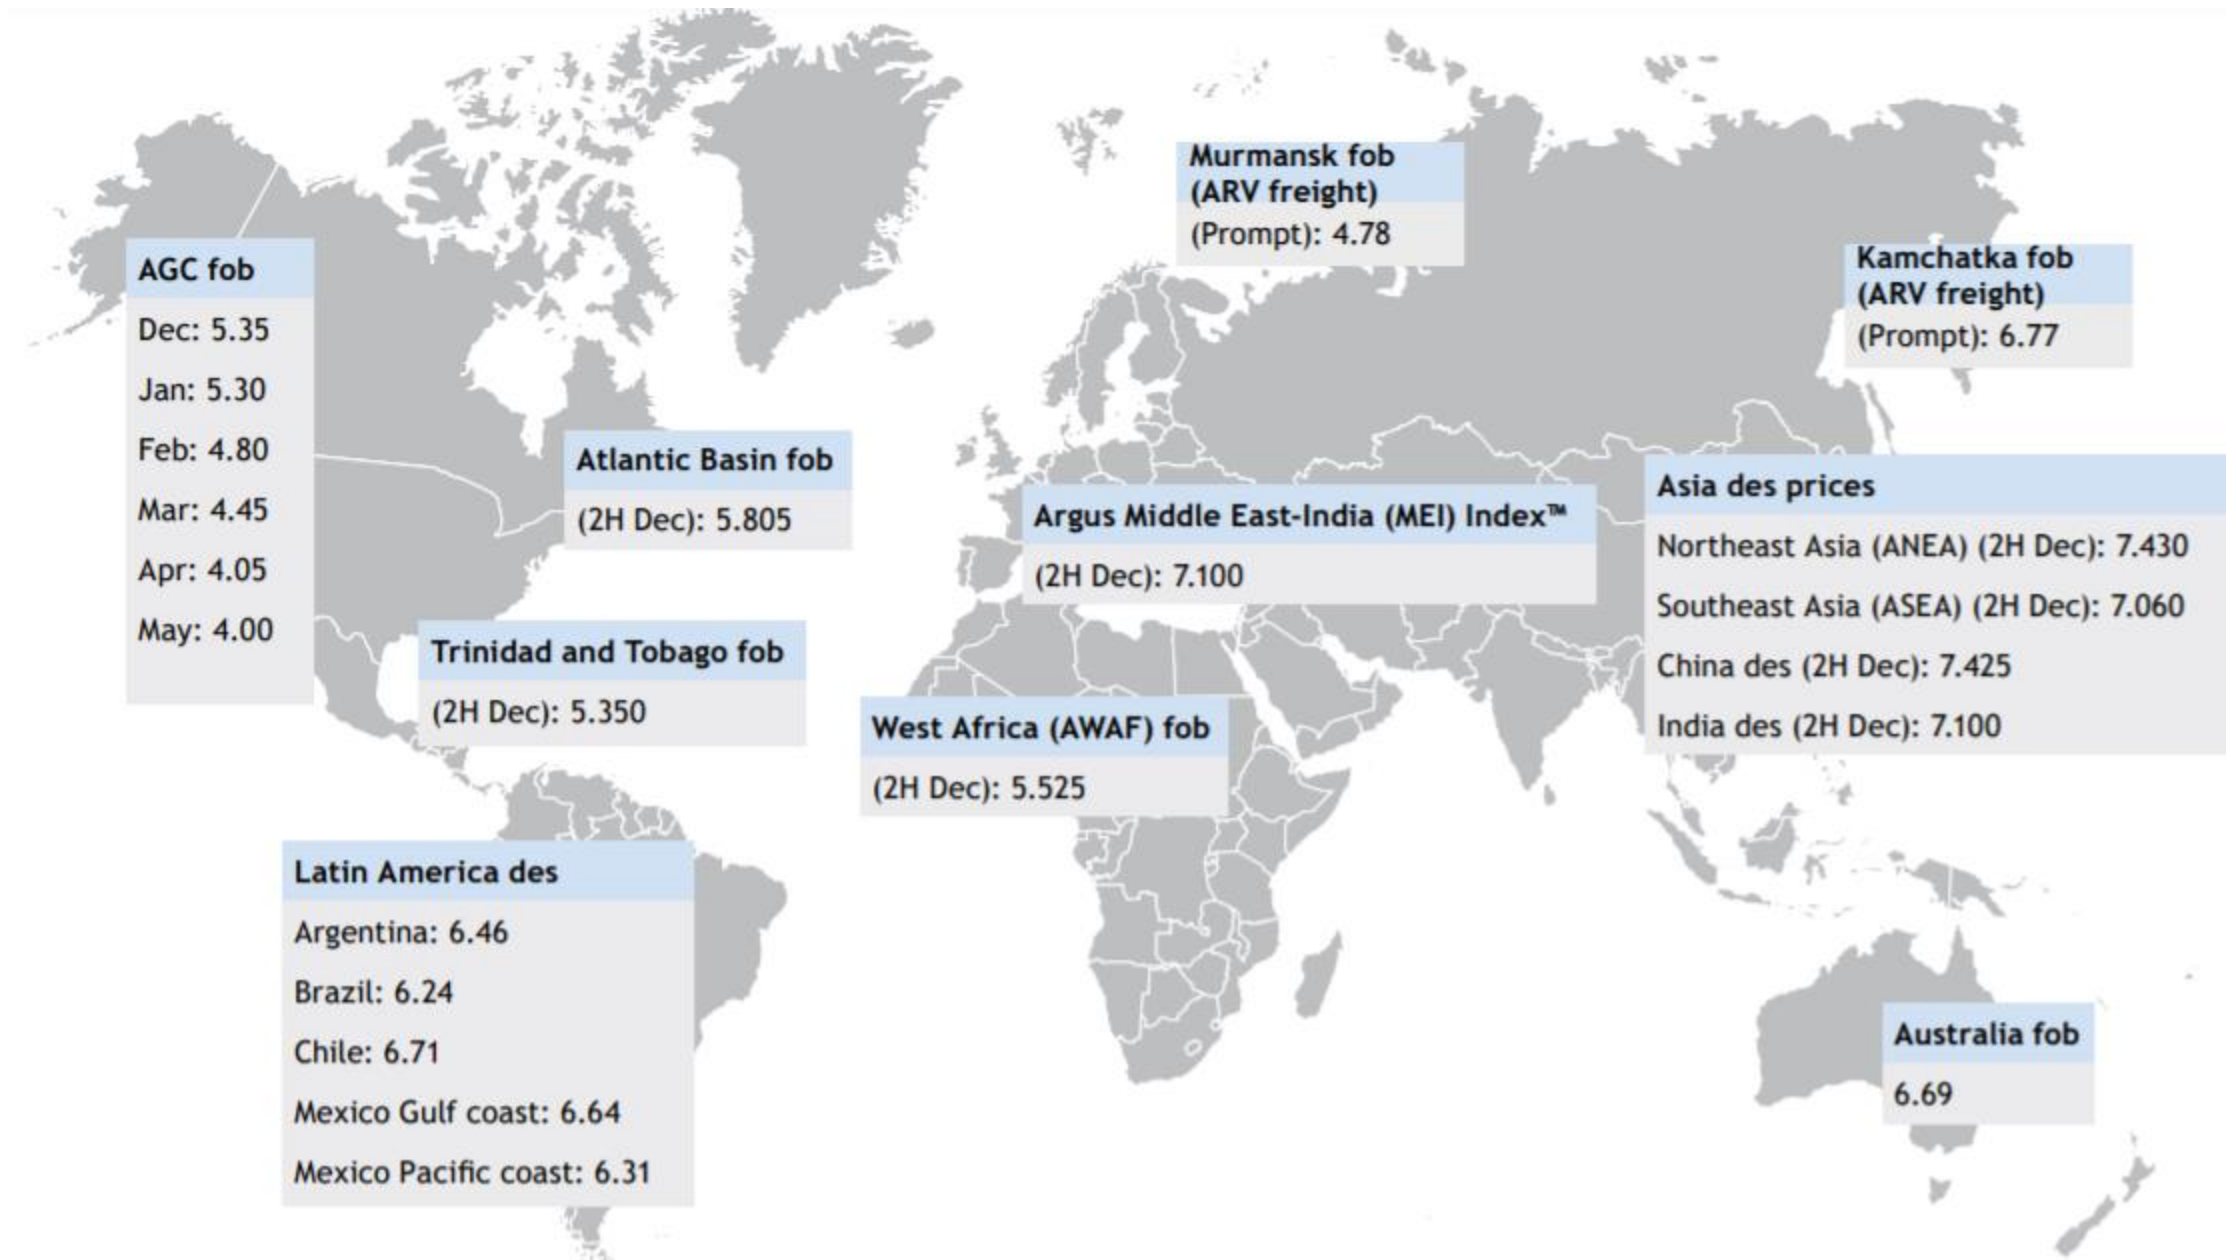 Murmansk fob
(ARV freight)
(Prompt): 4.78
Kamchatka fob
(ARV freight)
(Prompt): 6.77
AGC fob
Dec: 5.35
Jan: 5.30
Feb: 4.80
Mar: 4.45
Apr: 4.05
May: 4.00
Atlantic Basin fob
(2H Dec): 5.805
Argus Middle East-India (MEI) Index™
(2H Dec): 7.100
Asia des prices
Northeast Asia (ANEA) (2H Dec): 7.430
Southeast Asia (ASEA) (2H Dec): 7.060
China des (2H Dec): 7.425
India des (2H Dec): 7.100
Trinidad and Tobago fob
(2H Dec): 5.350
West Africa (AWAF) fob
(2H Dec): 5.525
Latin America des
Argentina: 6.46
Brazil: 6.24
Chile: 6.71
Mexico Gulf coast: 6.64
Mexico Pacific coast: 6.31
Australia fob
6.69